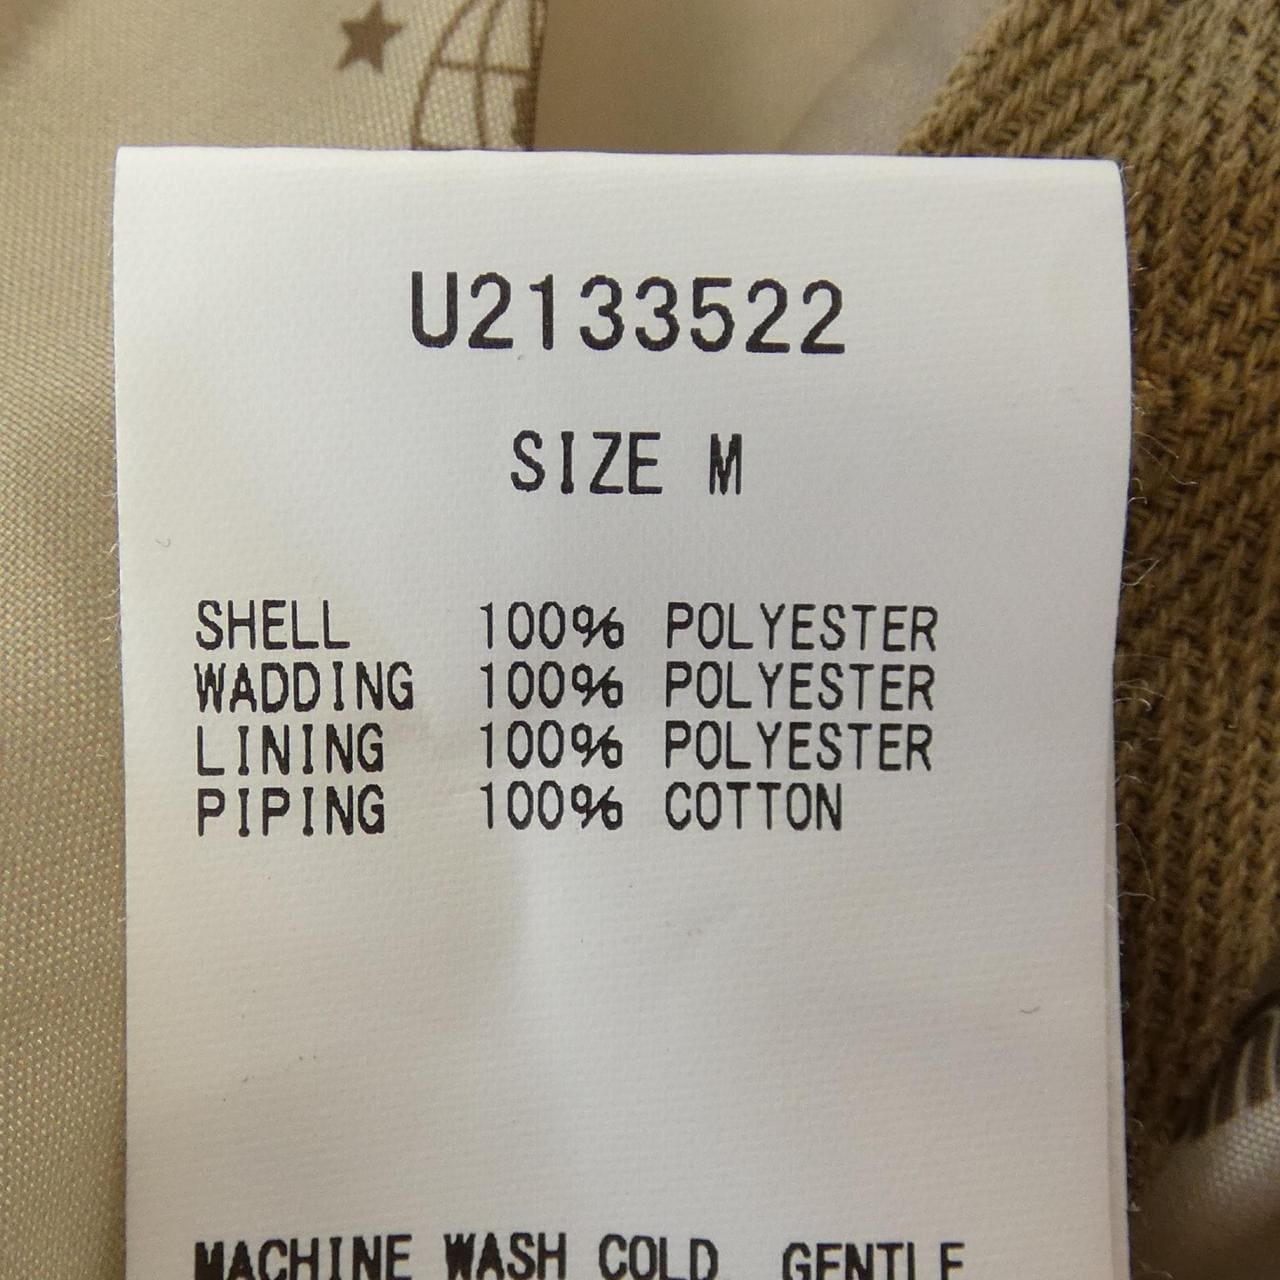 U2133522
SIZE M
SHELL 100% POLYESTER
WADDING 100% POLYESTER
LINING 100% POLYESTER
PIPING 100% COTTON
MACHINE WASH COLD GENTLE